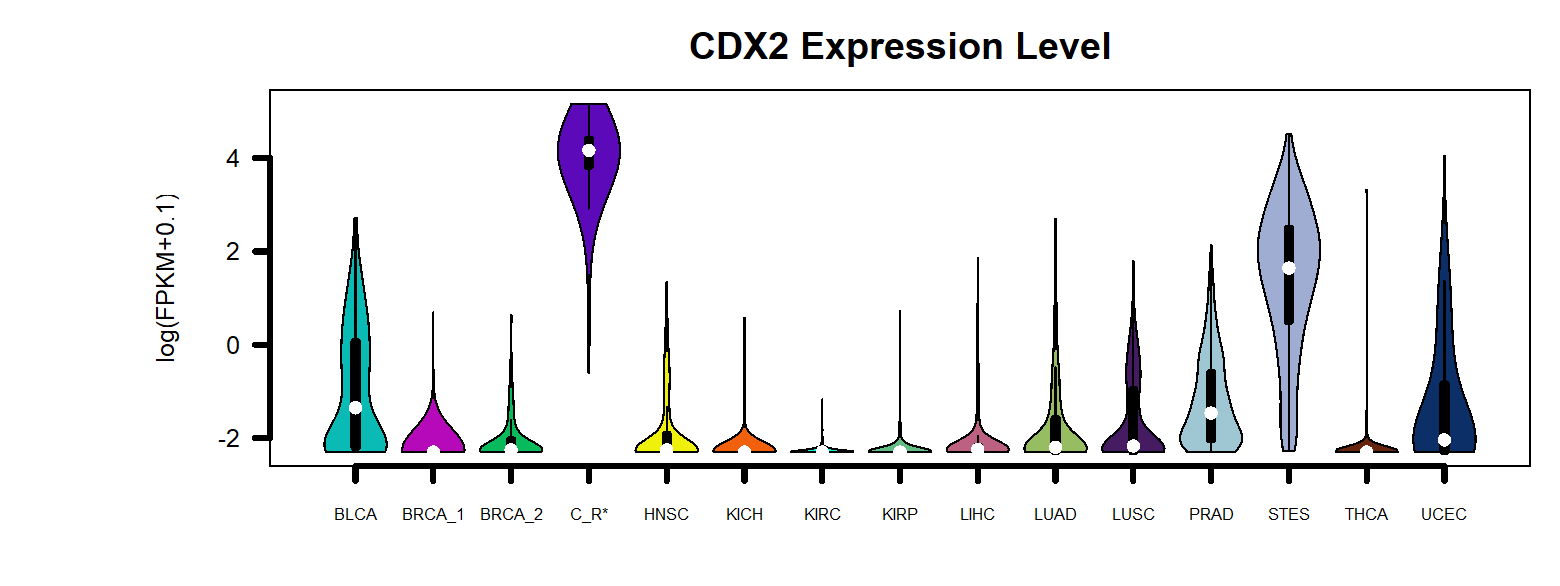 CDX2 Expression Level
log(FPKM+0.1)
4
2
0
-2
BLCA BRCA_1 BRCA_2 C_R* HNSC KICH KIRC KIRP LIHC LUAD LUSC PRAD STES THCA UCEC